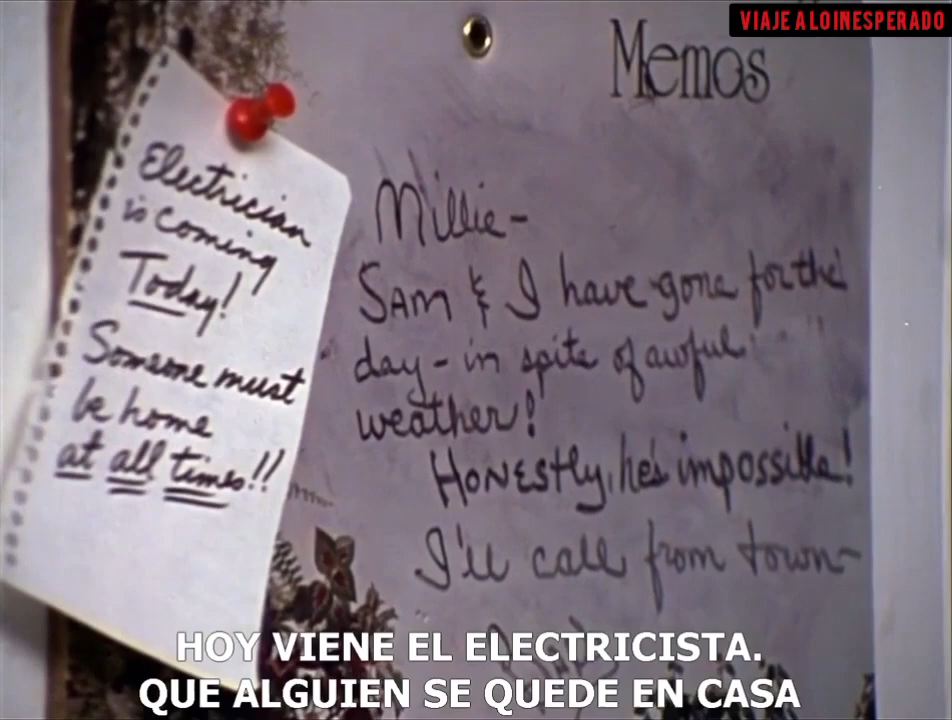 VIAJE A LO INESPERADO
Memos
Electrician
is coming
Today!
Someone must
be home
at all times!!
Millie-
SAM & I have gone for the
day - in spite of awful
weather!
HONESTLY, he's impossible!
I'll call from town-
HOY VIENE EL ELECTRICISTA.
QUE ALGUIEN SE QUEDE EN CASA